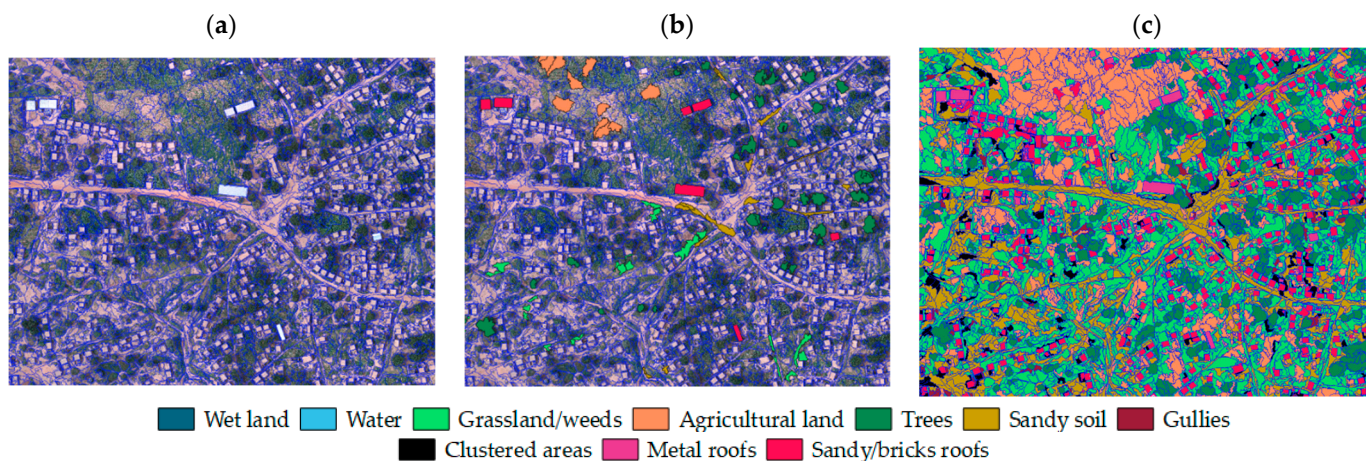 (a) (b) (c)
Wet land Water Grassland/weeds Agricultural land Trees Sandy soil Gullies
Clustered areas Metal roofs Sandy/bricks roofs